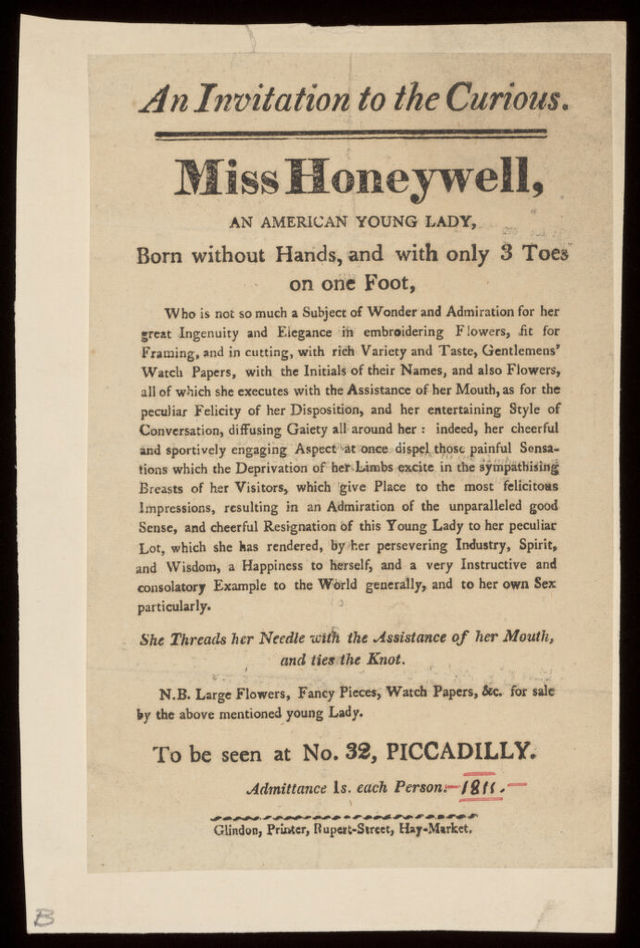 An Invitation to the Curious.
Miss Honeywell,
AN AMERICAN YOUNG LADY,
Born without Hands, and with only 3 Toes
on one Foot,
Who is not so much a Subject of Wonder and Admiration for her
great Ingenuity and Elegance in embroidering Flowers, fit for
Framing, and in cutting, with rich Variety and Taste, Gentlemens'
Watch Papers, with the Initials of their Names, and also Flowers,
all of which she executes with the Assistance of her Mouth, as for the
peculiar Felicity of her Disposition, and her entertaining Style of
Conversation, diffusing Gaiety all around her : indeed, her cheerful
and sportively engaging Aspect at once dispel those painful Sensa-
tions which the Deprivation of her Limbs excite in the sympathising
Breasts of her Visitors, which give Place to the most felicitous
Impressions, resulting in an Admiration of the unparalleled good
Sense, and cheerful Resignation of this Young Lady to her peculiar
Lot, which she has rendered, by her persevering Industry, Spirit,
and Wisdom, a Happiness to herself, and a very Instructive and
consolatory Example to the World generally, and to her own Sex
particularly.
She Threads her Needle with the Assistance of her Mouth,
and ties the Knot.
N.B. Large Flowers, Fancy Pieces, Watch Papers, &c. for sale
by the above mentioned young Lady.
To be seen at No. 32, PICCADILLY.
Admittance 1s. each Person.-1811.-
Glindon, Printer, Rupert-Street, Hay-Market.
B